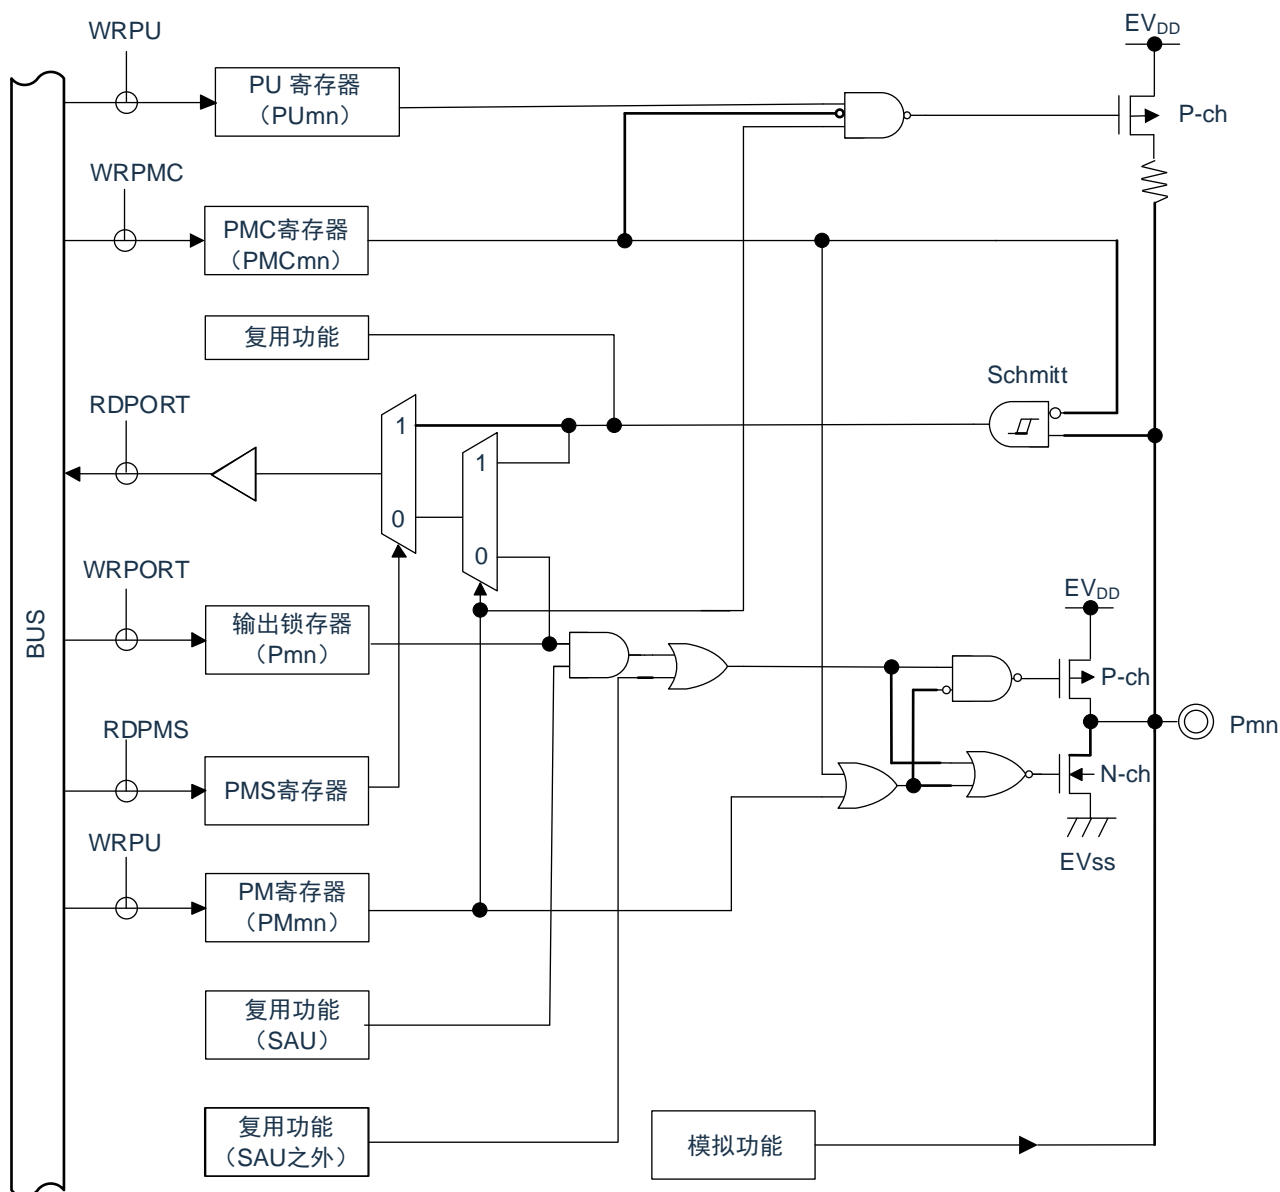 WRPU
EVDD
PU 寄存器
(PUmn)
P-ch
WRPMC
PMC寄存器
(PMCmn)
复用功能
Schmitt
RDPORT
1
1
0
0
WRPORT
EVDD
BUS
输出锁存器
(Pmn)
P-ch
RDPMS
Pmn
PMS寄存器
N-ch
WRPU
EVss
PM寄存器
(PMmn)
复用功能
(SAU)
复用功能
(SAU之外)
模拟功能